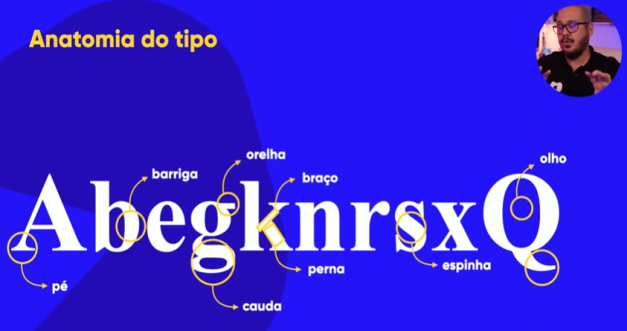 Anatomia do tipo
orelha
olho
barriga
braço
AbegknrsxQ
espinha
perna
pé
cauda